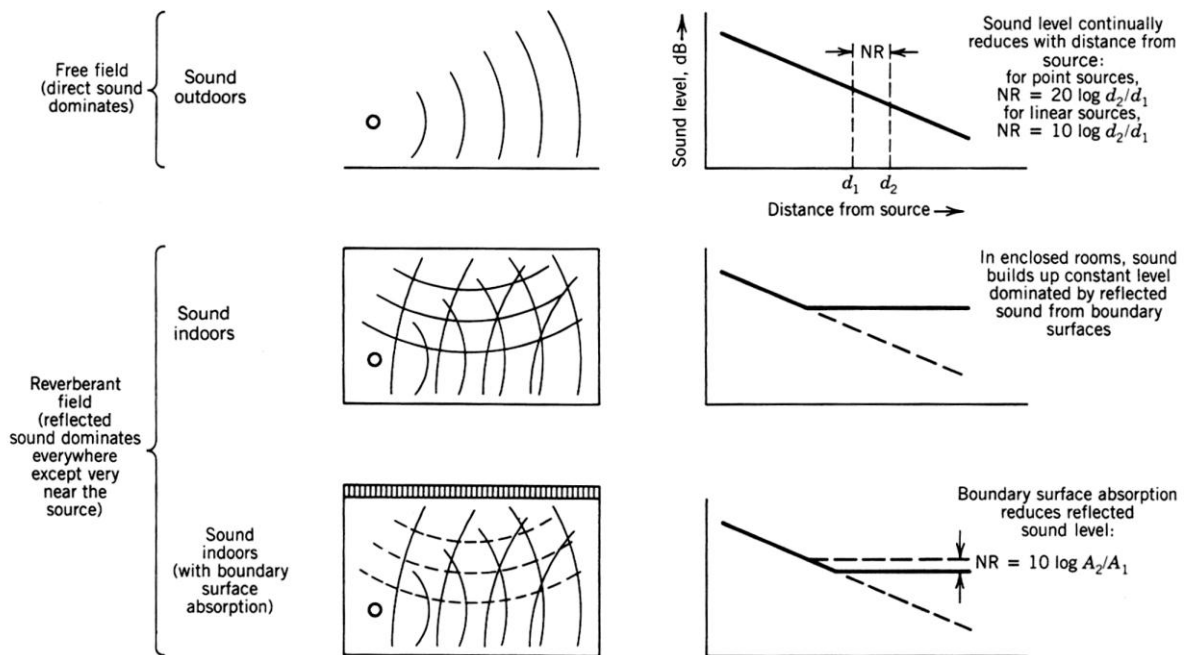 Free field
(direct sound
dominates)
Sound
outdoors
Sound level, dB
NR
d₁ d₂
Distance from source
Sound level continually
reduces with distance from
source:
for point sources,
NR = 20 log d₂/d₁
for linear sources,
NR = 10 log d₂/d₁
Reverberant
field
(reflected
sound dominates
everywhere
except very
near the
source)
Sound
indoors
In enclosed rooms, sound
builds up constant level
dominated by reflected
sound from boundary
surfaces
Sound
indoors
(with boundary
surface
absorption)
Boundary surface absorption
reduces reflected
sound level:
NR = 10 log A₂/A₁